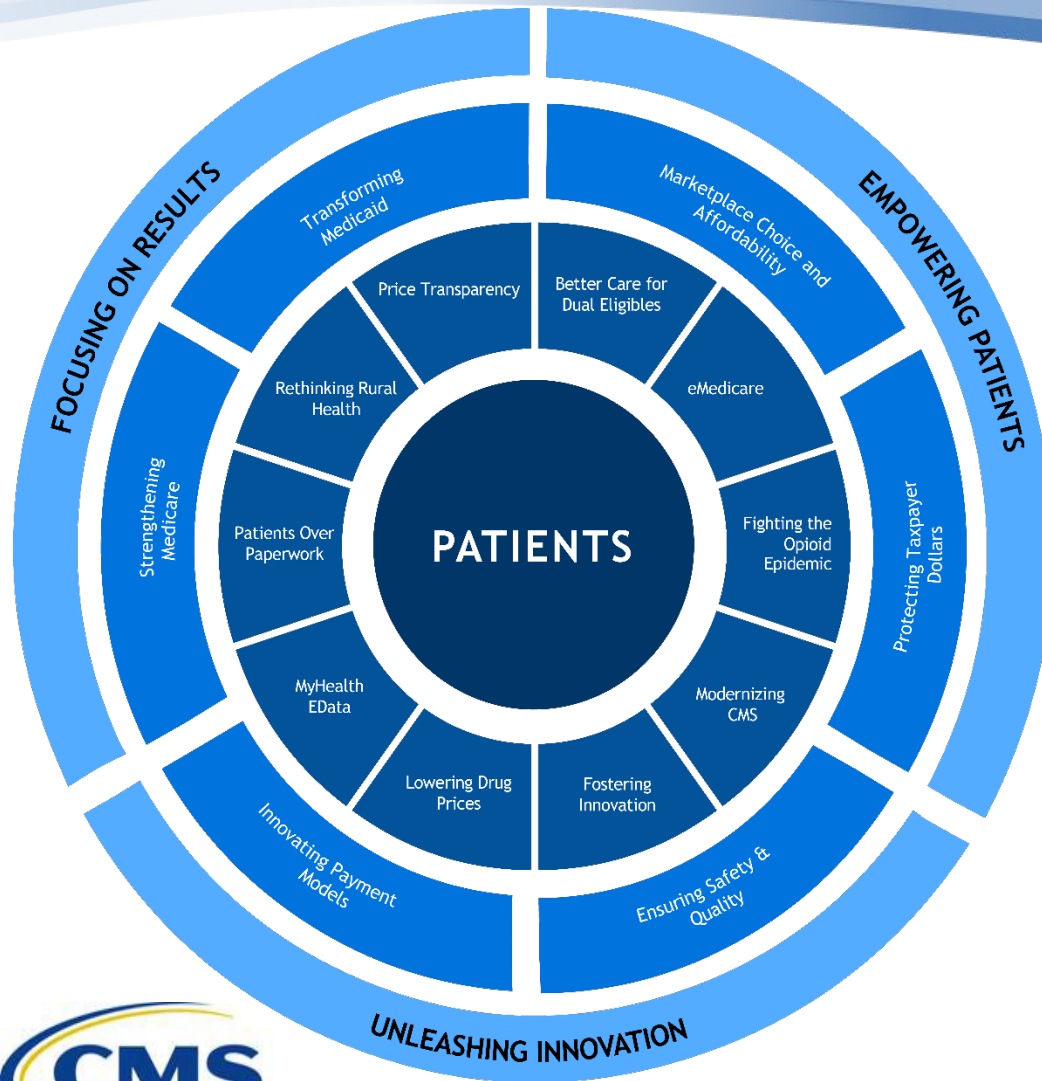 FOCUSING ON RESULTS
EMPOWERING PATIENTS
Transforming
Medicaid
Marketplace Choice and
Affordability
Price Transparency
Better Care for
Dual Eligibles
Rethinking Rural
Health
eMedicare
Strengthening
Medicare
Patients Over
Paperwork
PATIENTS
Fighting the
Opioid
Epidemic
Protecting Taxpayer
Dollars
MyHealth
EData
Modernizing
CMS
Lowering Drug
Prices
Fostering
Innovation
Innovating Payment
Models
Ensuring Safety &
Quality
UNLEASHING INNOVATION
CMS